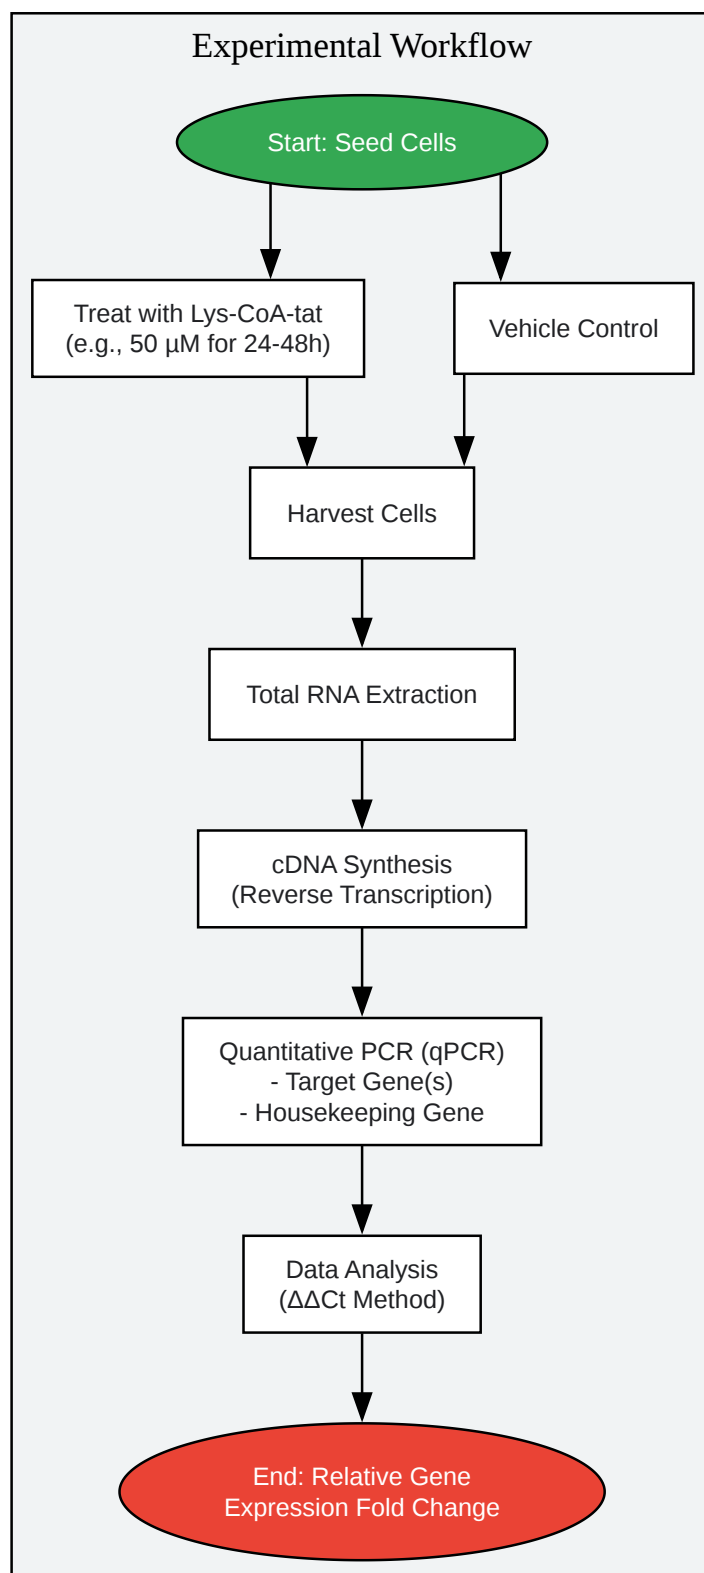 Experimental Workflow
Start: Seed Cells
Treat with Lys-CoA-tat
(e.g., 50 µM for 24-48h)
Vehicle Control
Harvest Cells
Total RNA Extraction
cDNA Synthesis
(Reverse Transcription)
Quantitative PCR (qPCR)
- Target Gene(s)
- Housekeeping Gene
Data Analysis
(ΔΔCt Method)
End: Relative Gene
Expression Fold Change